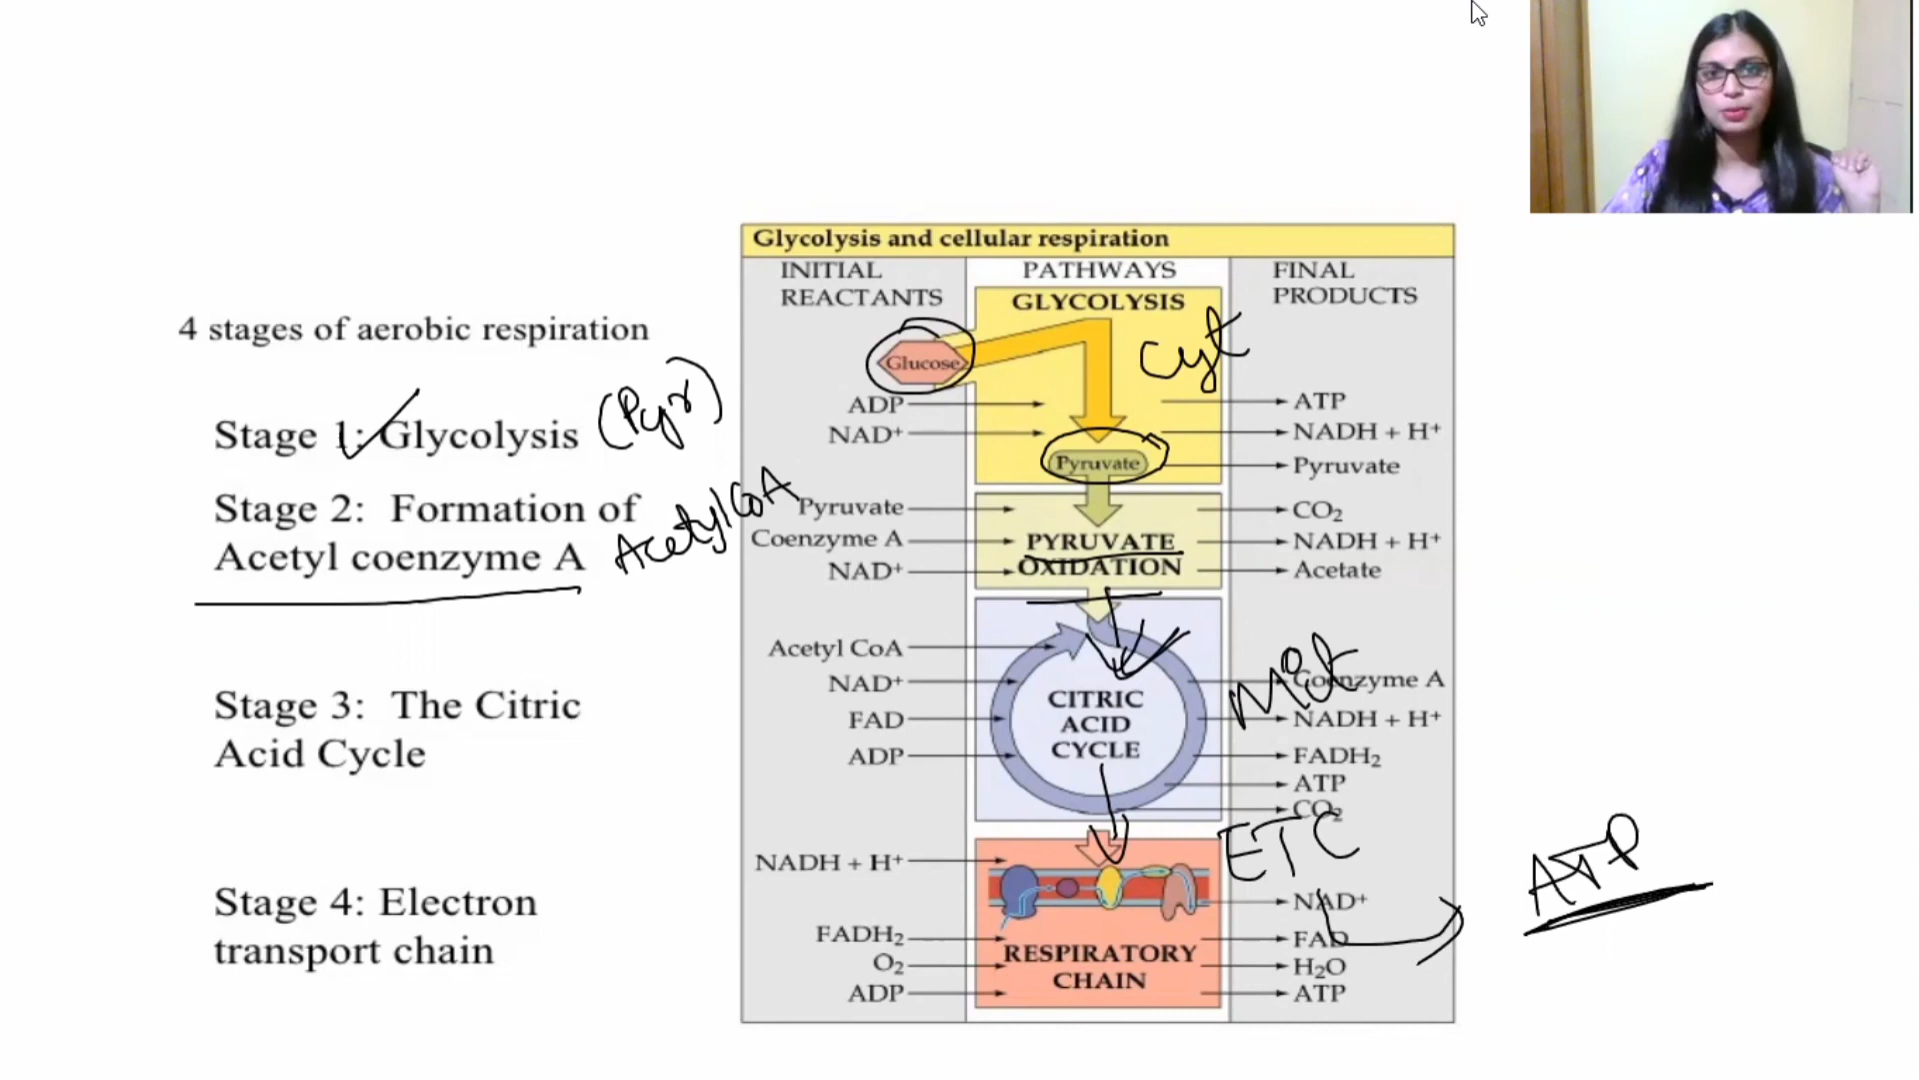 4 stages of aerobic respiration
Stage 1: Glycolysis (Pyr)
Stage 2: Formation of
Acetyl coenzyme A
Acetyl CoA
Stage 3: The Citric
Acid Cycle
Stage 4: Electron
transport chain
Glycolysis and cellular respiration
INITIAL
REACTANTS
PATHWAYS
FINAL
PRODUCTS
GLYCOLYSIS
Cyt
Glucose
ADP
ATP
NAD+
NADH + H+
Pyruvate
Pyruvate
Pyruvate
CO2
Coenzyme A
PYRUVATE
OXIDATION
NADH + H+
NAD+
Acetate
Acetyl CoA
NAD+
FAD
ADP
CITRIC
ACID
CYCLE
Mit
Coenzyme A
NADH + H+
FADH2
ATP
CO2
ETC
ATP
NADH + H+
FADH2
O2
ADP
RESPIRATORY
CHAIN
NAD+
FAD
H2O
ATP